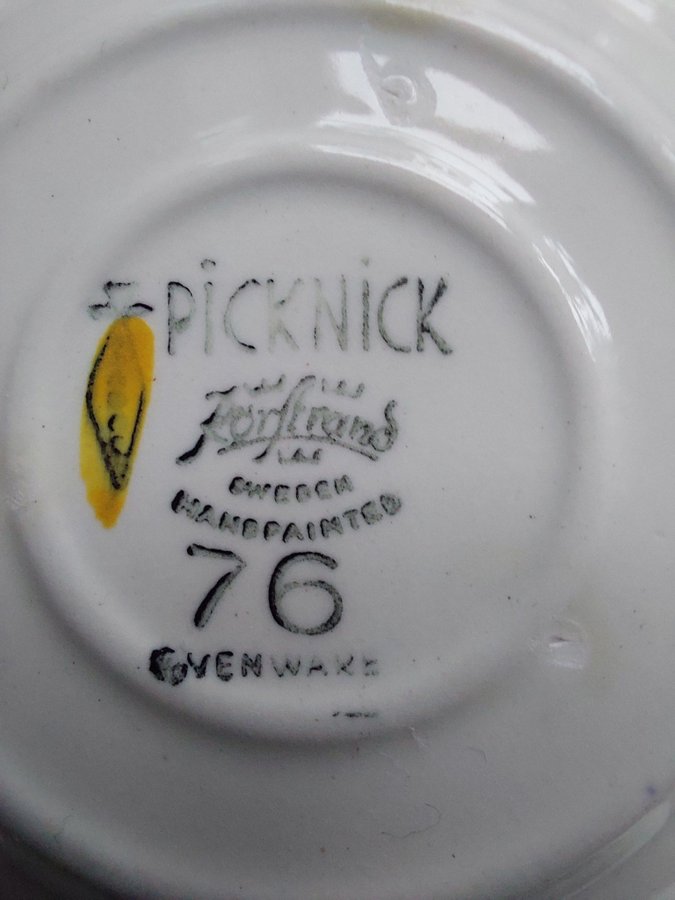 PiCKNiCK
Rörstrand
SWEDEN
HANDPAINTED
76
OVENWARE